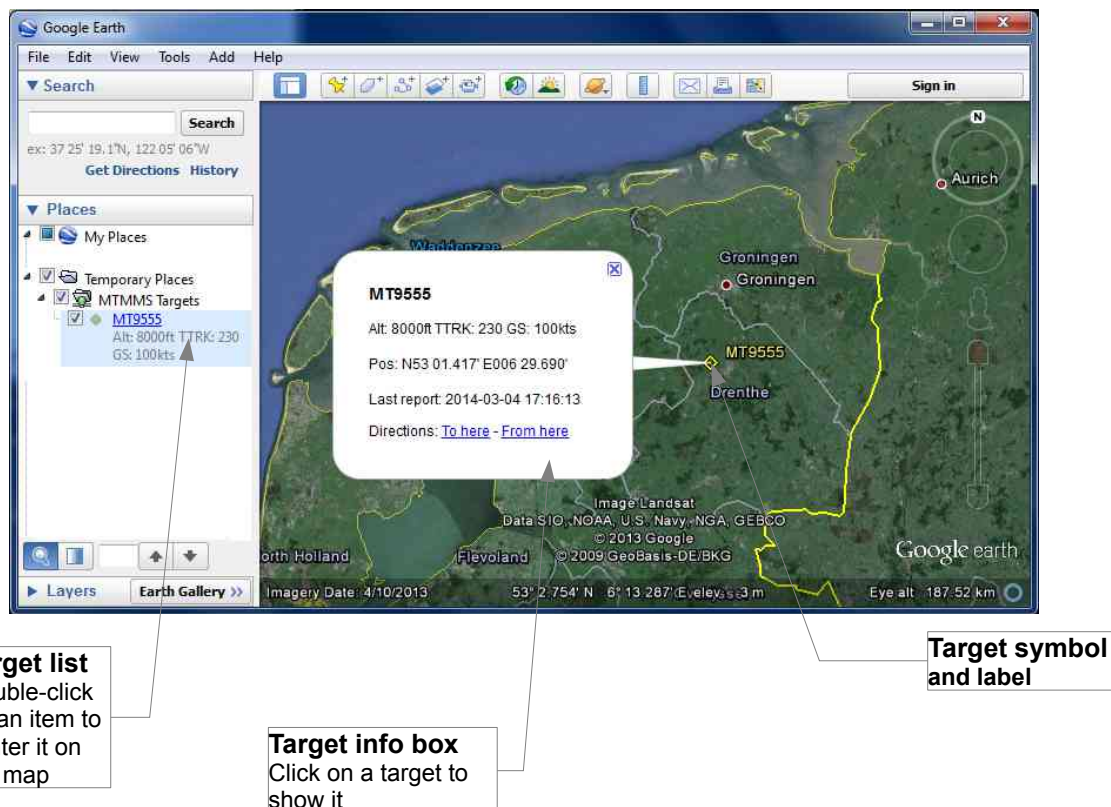 Google Earth
File Edit View Tools Add Help
Search
Search
ex: 37 25' 19.1"N, 122 05' 06"W
Get Directions History
Places
My Places
Temporary Places
MTMMS Targets
MT9555
Alt: 8000ft TTRK: 230
GS: 100kts
Layers
Earth Gallery >>
Sign in
N
Aurich
Waddenzee
Groningen
Groningen
MT9555
Drenthe
MT9555
Alt: 8000ft TTRK: 230 GS: 100kts
Pos: N53 01.417' E006 29.690'
Last report: 2014-03-04 17:16:13
Directions: To here - From here
Image Landsat
Data SIO, NOAA, U.S. Navy, NGA, GEBCO
© 2013 Google
© 2009 GeoBasis-DE/BKG
orth Holland
Flevoland
Google earth
Imagery Date: 4/10/2013 53° 2.754' N 6° 13.287' E elev -3 m Eye alt 187.52 km
rget list
uble-click
an item to
ter it on
map
Target info box
Click on a target to
show it
Target symbol
and label